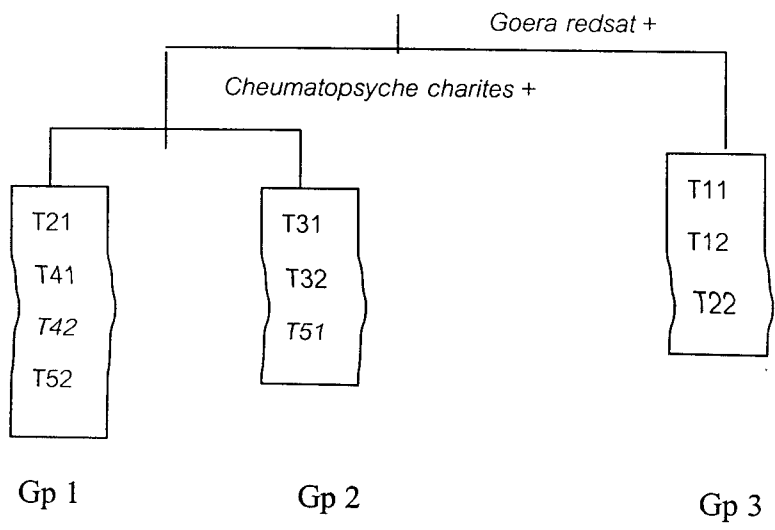 Goera redsat +
Cheumatopsyche charites +
T21
T41
T42
T52
T31
T32
T51
T11
T12
T22
Gp 1
Gp 2
Gp 3